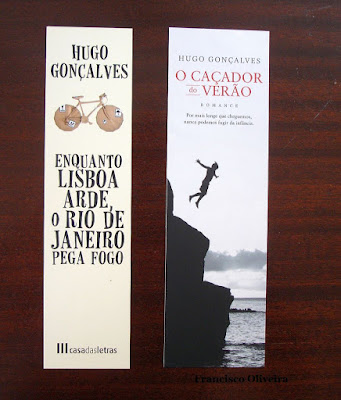 HUGO
GONÇALVES
ENQUANTO
LISBOA
ARDE,
O RIO DE
JANEIRO
PEGA FOGO
casadasletras
HUGO GONÇALVES
O CAÇADOR
do VERÃO
ROMANCE
Por mais longe que cheguemos,
nunca podemos fugir da infância.
Francisco Oliveira